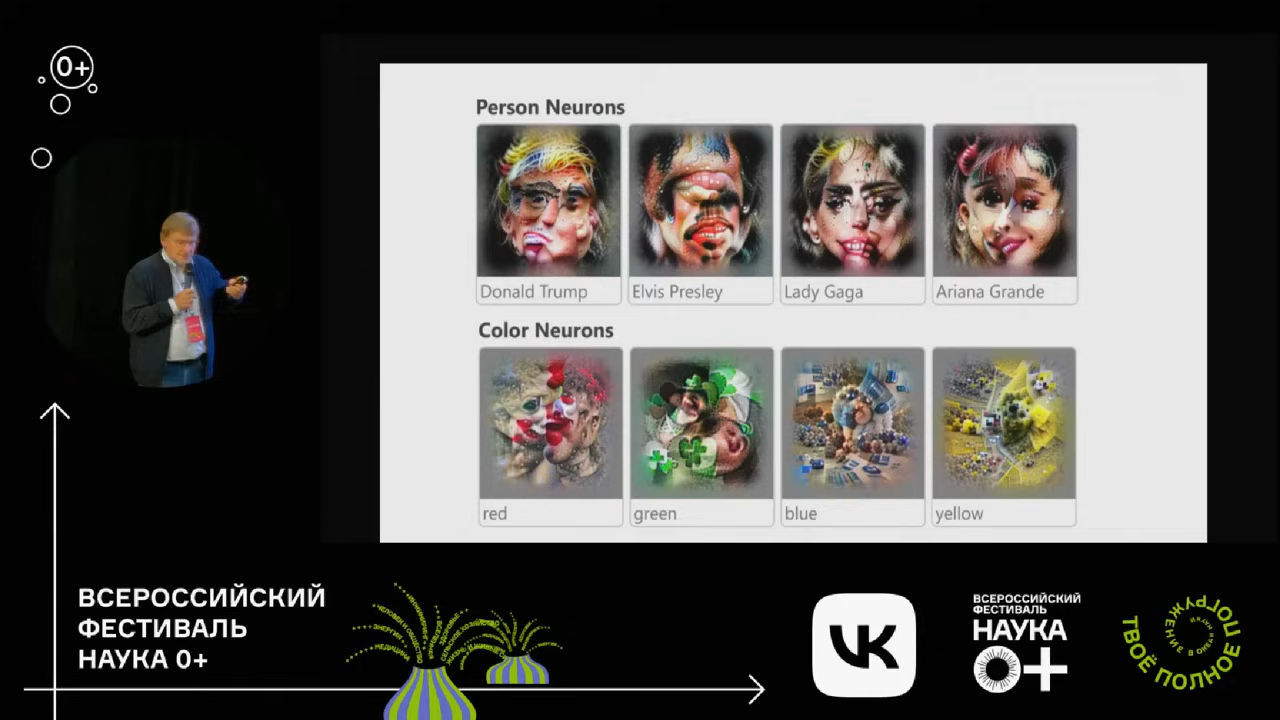 0+
Person Neurons
Donald Trump
Elvis Presley
Lady Gaga
Ariana Grande
Color Neurons
red
green
blue
yellow
ВСЕРОССИЙСКИЙ
ФЕСТИВАЛЬ
НАУКА 0+
VK
ВСЕРОССИЙСКИЙ
ФЕСТИВАЛЬ
НАУКА
0+
ТВОЁ ПОЛНОЕ ПОГРУЖЕНИЕ